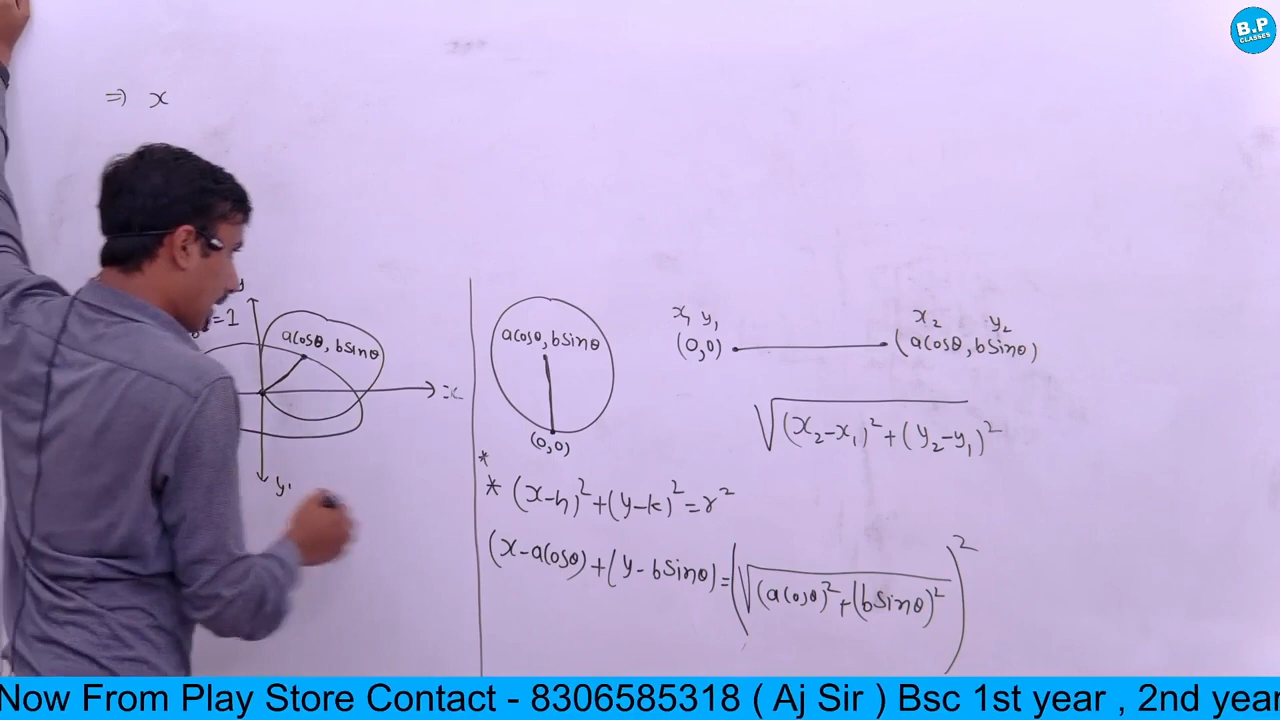 B.P
CLASSES
⇒ x
=1
acosθ, bsinθ
x
y'
acosθ, bsinθ
(0,0)
x₁ y₁
(0,0)
x₂ y₂
(acosθ, bsinθ)
√(x₂-x₁)²+(y₂-y₁)²
*
* (x-h)²+(y-k)²=r²
(x-acosθ)+(y-bsinθ)=(√(acosθ)²+(bsinθ)²)²
Now From Play Store Contact - 8306585318 ( Aj Sir ) Bsc 1st year , 2nd year